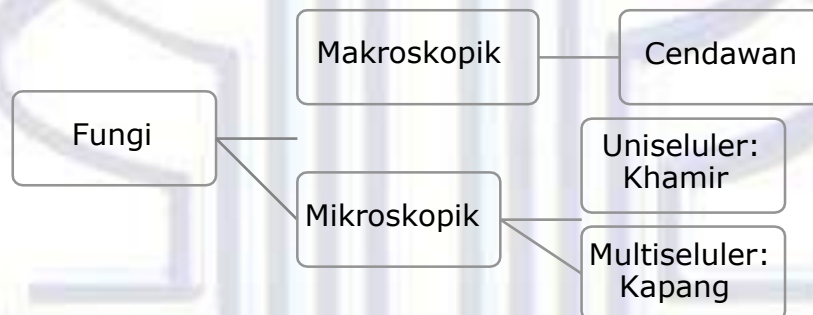 Fungi
Makroskopik
Cendawan
Mikroskopik
Uniseluler:
Khamir
Multiseluler:
Kapang